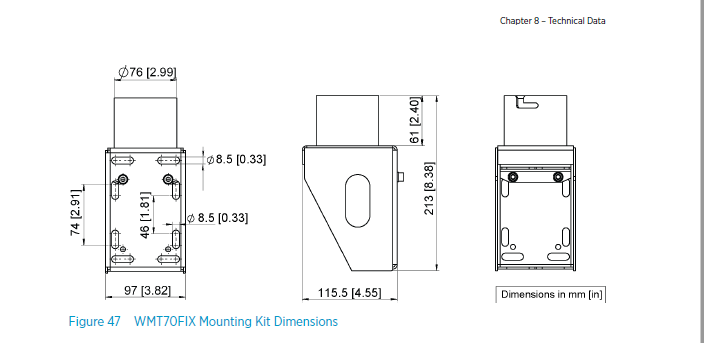 Chapter 8 – Technical Data
Ø76 [2.99]
Ø8.5 [0.33]
74 [2.91]
46 [1.81]
Ø 8.5 [0.33]
97 [3.82]
61 [2.40]
213 [8.38]
115.5 [4.55]
Dimensions in mm [in]
Figure 47 WMT70FIX Mounting Kit Dimensions